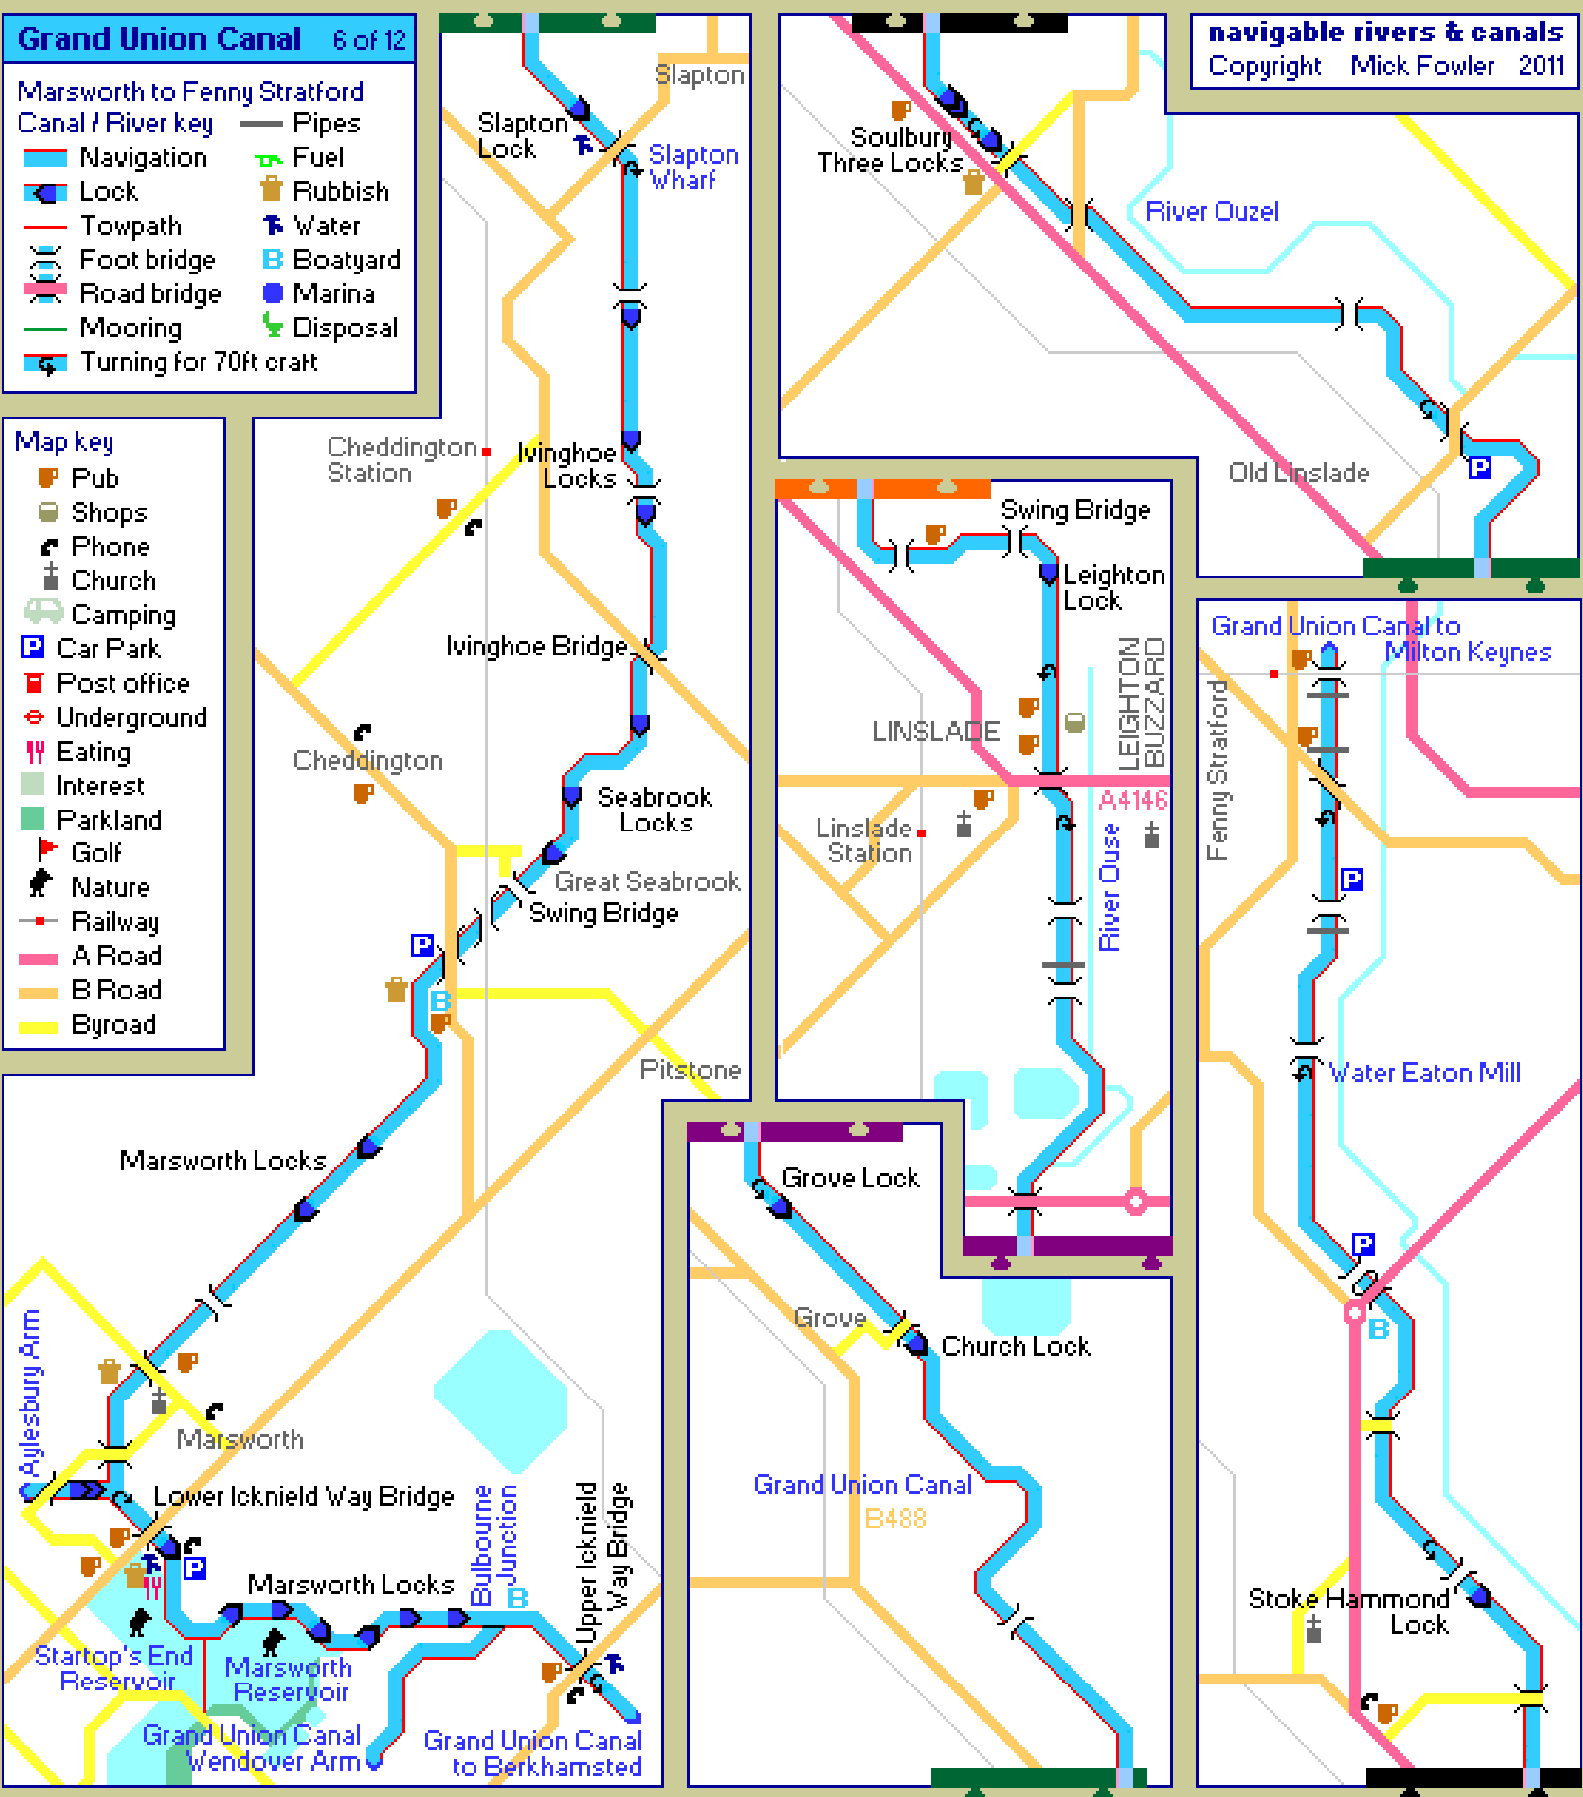 Grand Union Canal 6 of 12
Marsworth to Fenny Stratford
Canal / River key
Pipes
Navigation
Fuel
Lock
Rubbish
Towpath
Water
Foot bridge
Boatyard
Road bridge
Marina
Mooring
Disposal
Turning for 70ft craft
Map key
Pub
Shops
Phone
Church
Camping
P Car Park
Post office
Underground
Eating
Interest
Parkland
Golf
Nature
Railway
A Road
B Road
Byroad
Slapton
Slapton
Lock
Slapton
Wharf
Cheddington
Station
Ivinghoe
Locks
Ivinghoe Bridge
Cheddington
Seabrook
Locks
Great Seabrook
Swing Bridge
P
B
Pitstone
Marsworth Locks
Aylesbury Arm
Marsworth
Lower Icknield Way Bridge
P
Marsworth Locks
Bulbourne
Junction
B
Upper Icknield
Way Bridge
Startop's End
Reservoir
Marsworth
Reservoir
Grand Union Canal
Wendover Arm
Grand Union Canal
to Berkhamsted
navigable rivers & canals
Copyright Mick Fowler 2011
Soulbury
Three Locks
River Ouzel
Old Linslade
P
Swing Bridge
Leighton
Lock
LINSLADE
LEIGHTON
BUZZARD
A4146
Linslade
Station
River Ouse
Grove Lock
Grove
Church Lock
Grand Union Canal
B488
Grand Union Canal to
Milton Keynes
Fenny Stratford
P
Water Eaton Mill
P
B
Stoke Hammond
Lock